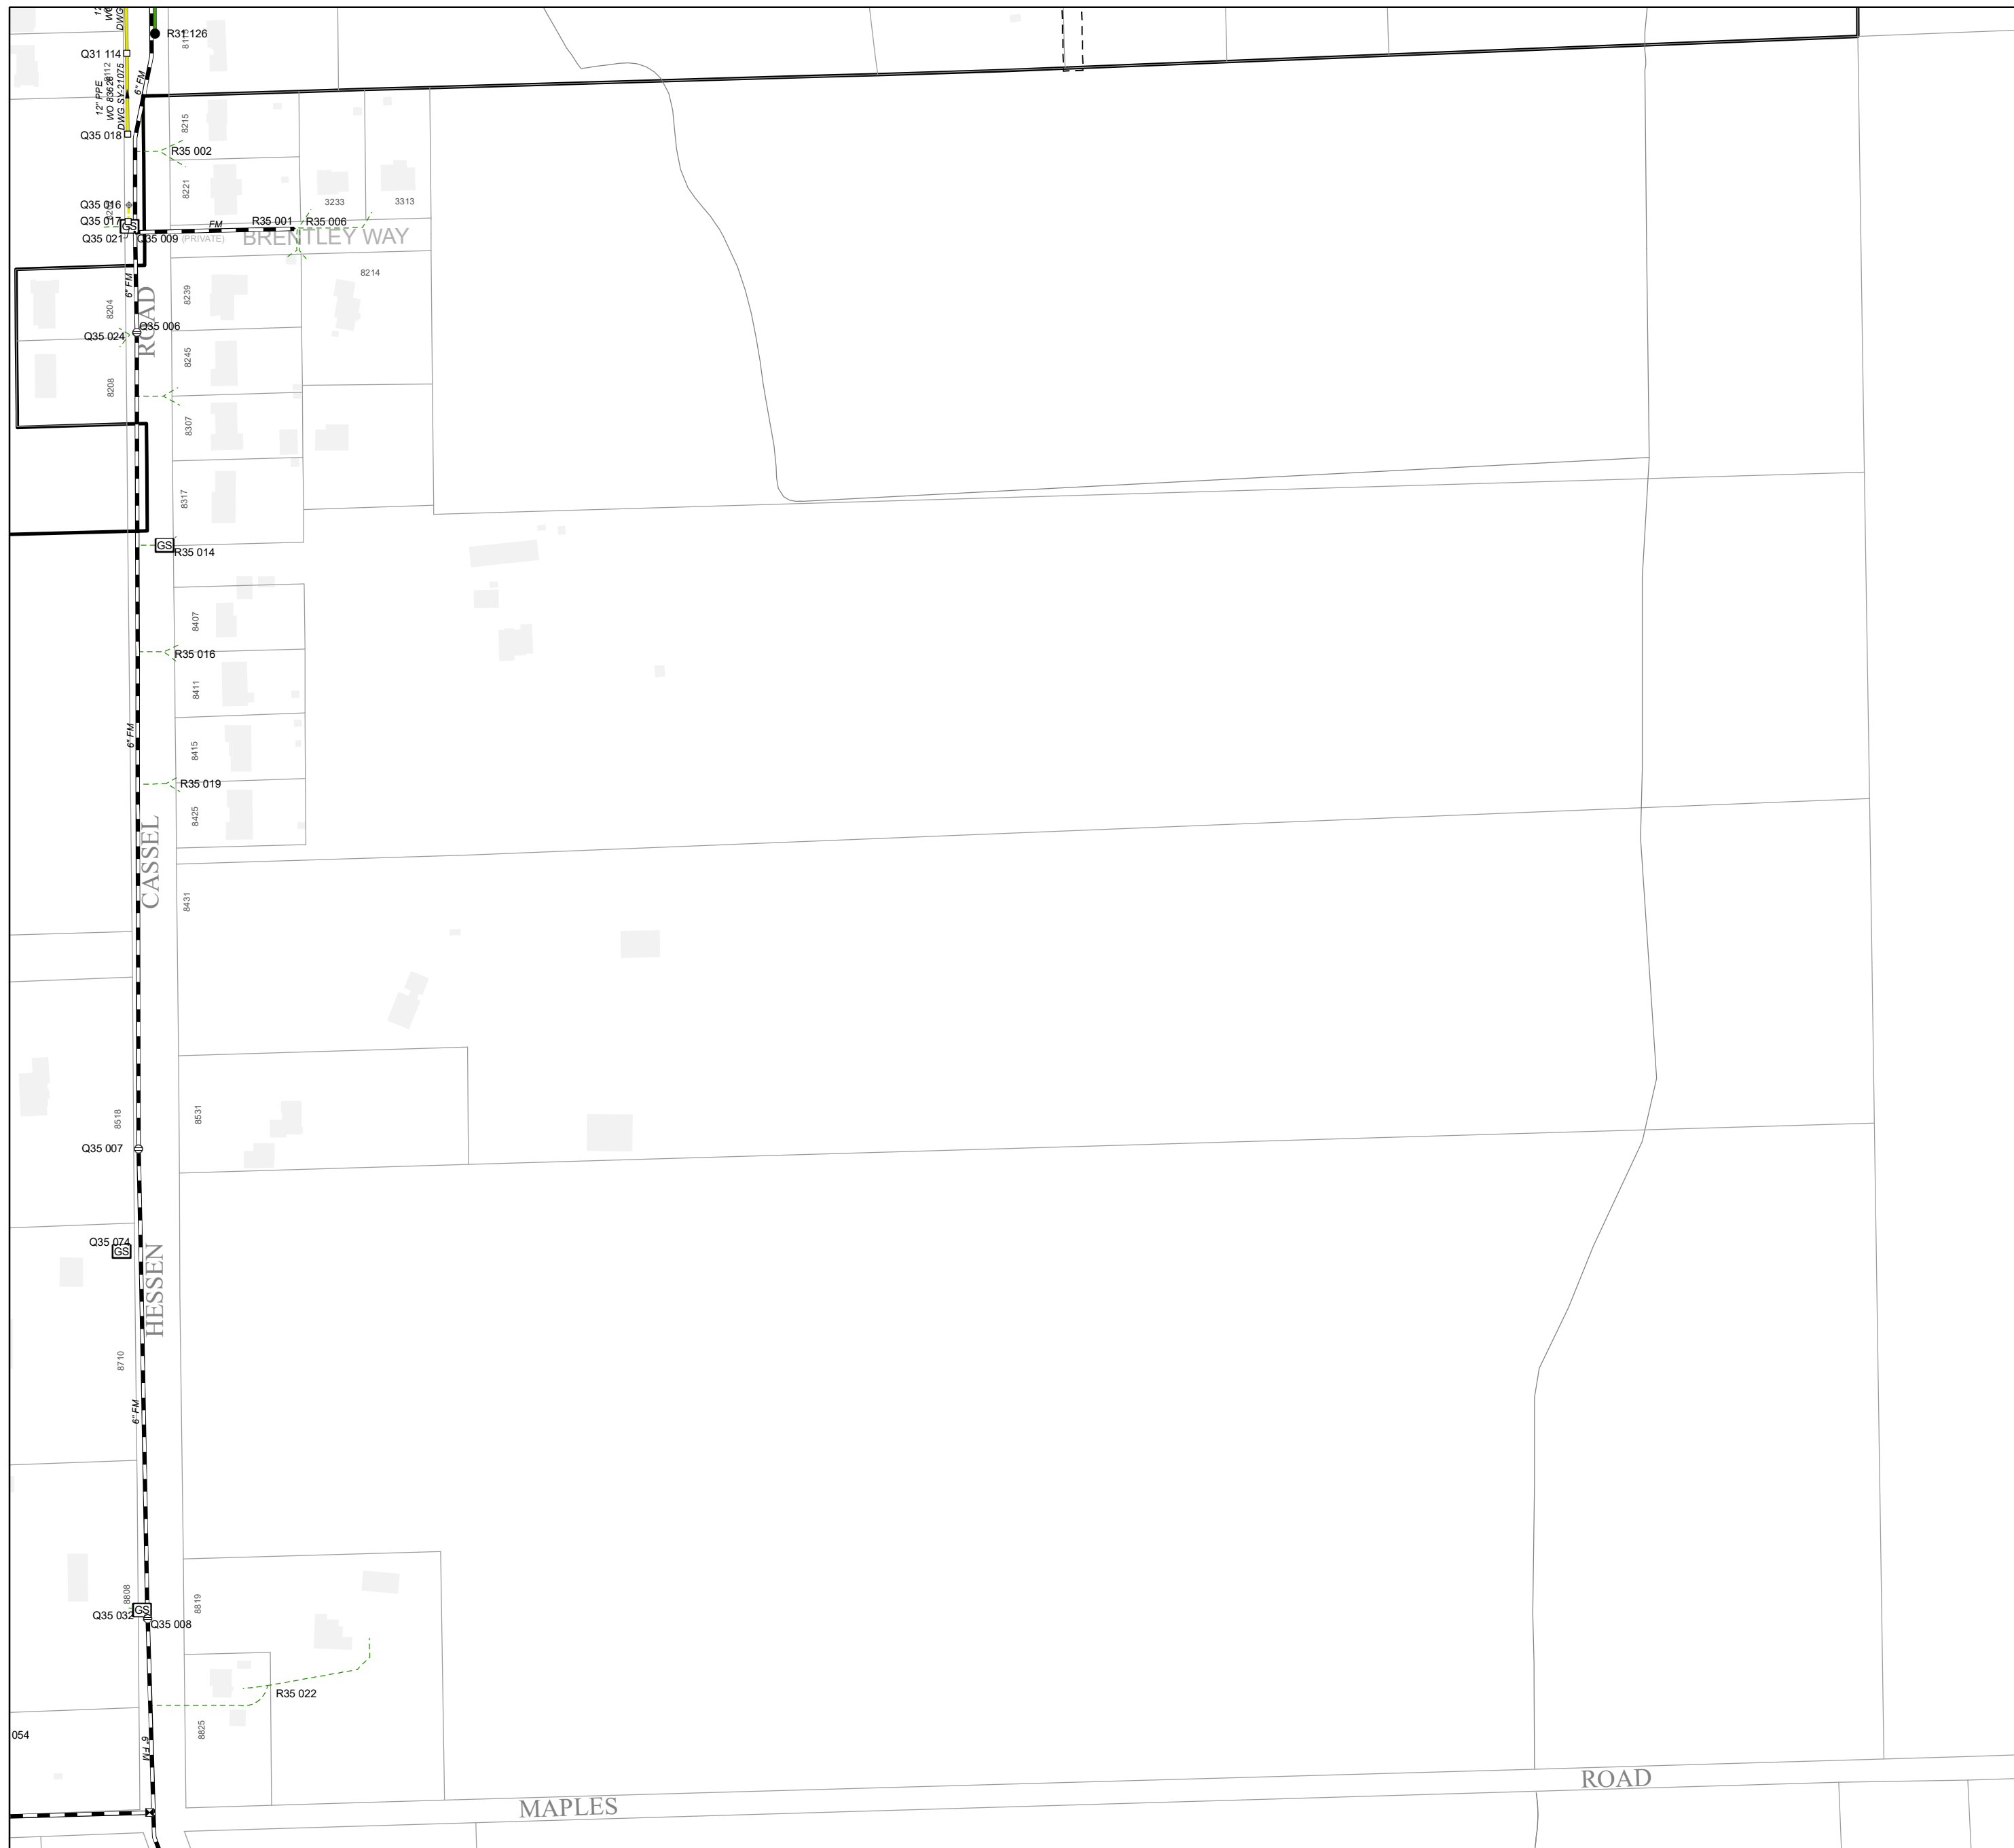 R31 126
Q31 114
8112
12" PPE
WO 83626
DWG SY-21075
6" FM
Q35 018
8215
R35 002
8221
3233
3313
Q35 016
Q35 017
GS
Q35 021
Q35 009
FM
R35 001
R35 006
(PRIVATE)
BRENTLEY WAY
8214
6" FM
8239
8204
ROAD
Q35 006
Q35 024
8245
8208
8307
8317
GS
R35 014
8407
R35 016
8411
6" FM
8415
R35 019
8425
CASSEL
8431
8531
8518
Q35 007
Q35 074
GS
HESSEN
8710
6" FM
8808
GS
Q35 032
Q35 008
8819
R35 022
8825
054
6" FM
MAPLES
ROAD